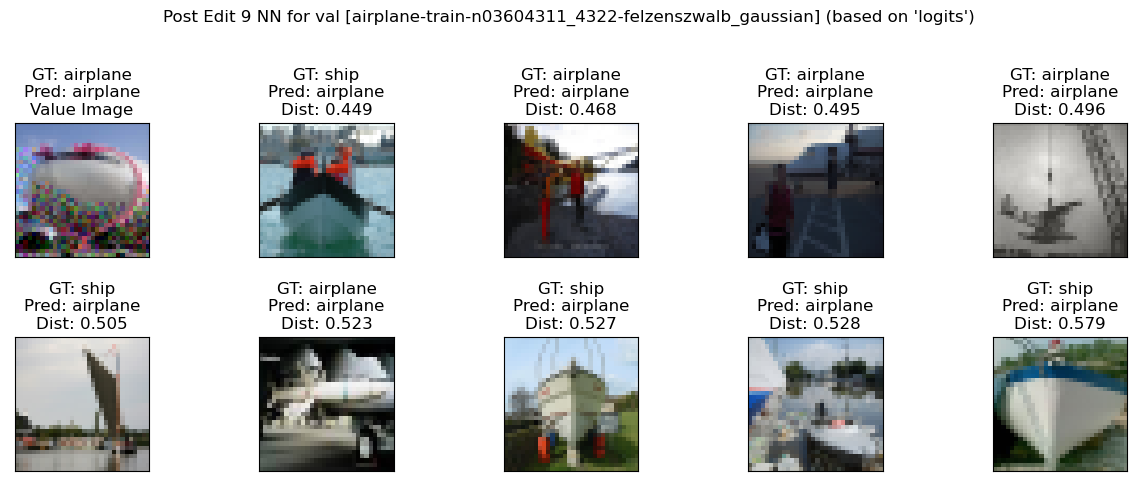 Post Edit 9 NN for val [airplane-train-n03604311_4322-felzenszwalb_gaussian] (based on 'logits')
GT: airplane
Pred: airplane
Value Image
GT: ship
Pred: airplane
Dist: 0.449
GT: airplane
Pred: airplane
Dist: 0.468
GT: airplane
Pred: airplane
Dist: 0.495
GT: airplane
Pred: airplane
Dist: 0.496
GT: ship
Pred: airplane
Dist: 0.505
GT: airplane
Pred: airplane
Dist: 0.523
GT: ship
Pred: airplane
Dist: 0.527
GT: ship
Pred: airplane
Dist: 0.528
GT: ship
Pred: airplane
Dist: 0.579